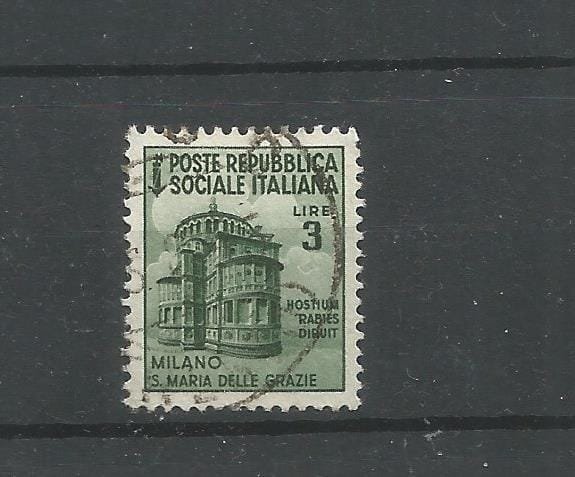 POSTE REPUBBLICA
SOCIALE ITALIANA
LIRE
3
HOSTIUM
RABIES
DIRUIT
MILANO
S. MARIA DELLE GRAZIE